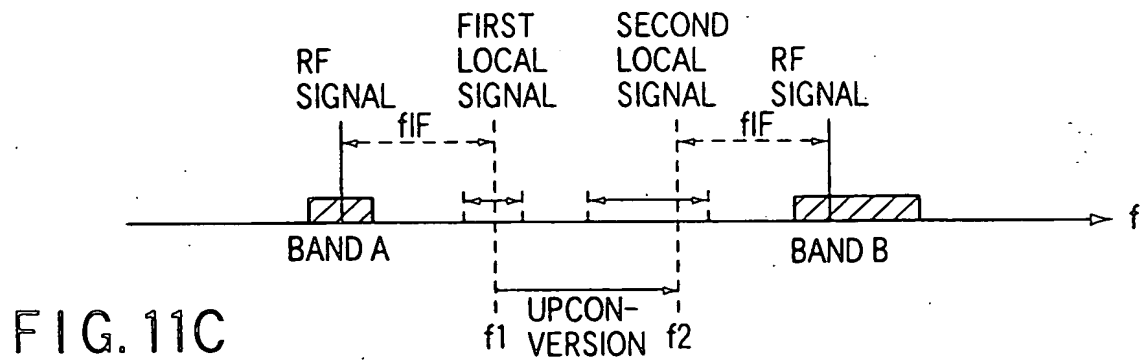 RF
SIGNAL
FIRST
LOCAL
SIGNAL
SECOND
LOCAL
SIGNAL
RF
SIGNAL
fIF
fIF
f
BAND A
BAND B
UPCON-
VERSION
f1
f2
FIG. 11C